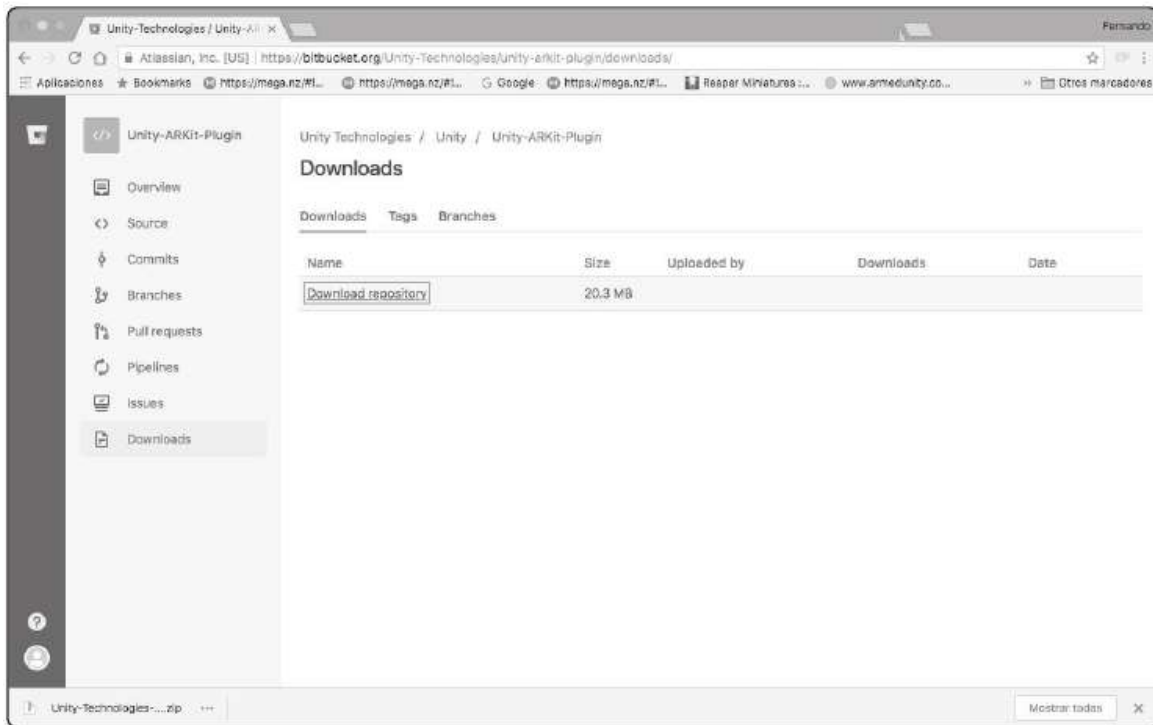 Unity-Technologies / Unity-AR
Fernando
Atlassian, Inc. [US] https://bitbucket.org/Unity-Technologies/unity-arkit-plugin/downloads/
Aplicaciones Bookmarks https://mega.nz/#!... https://mega.nz/#!... Google https://mega.nz/#!... Reaper Miniatures :... www.armedunity.co... » Otros marcadores
Unity-ARKit-Plugin
Overview
Source
Commits
Branches
Pull requests
Pipelines
Issues
Downloads
Unity Technologies / Unity / Unity-ARKit-Plugin
Downloads
Downloads Tags Branches
Name Size Uploaded by Downloads Date
Download repository 20.3 MB
Unity-Technologies-....zip
Mostrar todas